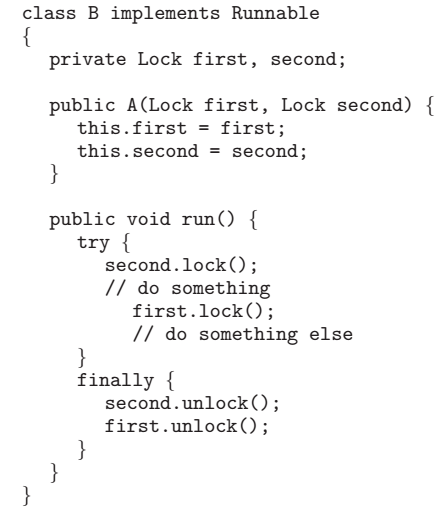 class B implements Runnable
{
private Lock first, second;
public A(Lock first, Lock second) {
this.first = first;
this.second = second;
}
public void run() {
try {
second.lock();
// do something
first.lock();
// do something else
}
finally {
second.unlock();
first.unlock();
}
}
}